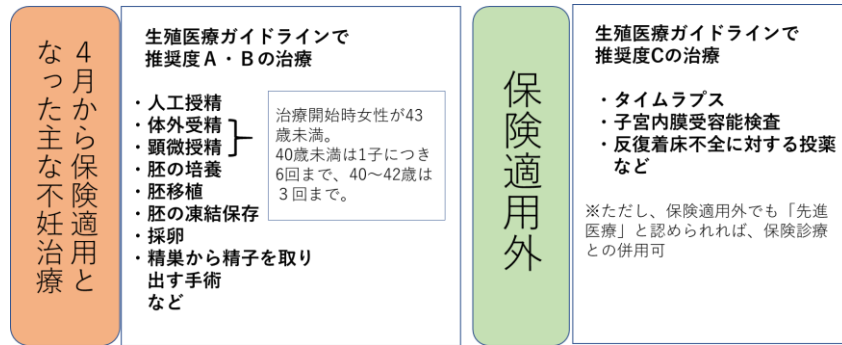 4月から保険適用と
なった主な不妊治療
生殖医療ガイドラインで
推奨度A・Bの治療
・人工授精
・体外受精
・顕微授精
・胚の培養
・胚移植
・胚の凍結保存
・採卵
・精巣から精子を取り
出す手術
など
治療開始時女性が43
歳未満。
40歳未満は1子につき
6回まで、40～42歳は
３回まで。
保険適用外
生殖医療ガイドラインで
推奨度Cの治療
・タイムラプス
・子宮内膜受容能検査
・反復着床不全に対する投薬
など
※ただし、保険適用外でも「先進
医療」と認められれば、保険診療
との併用可